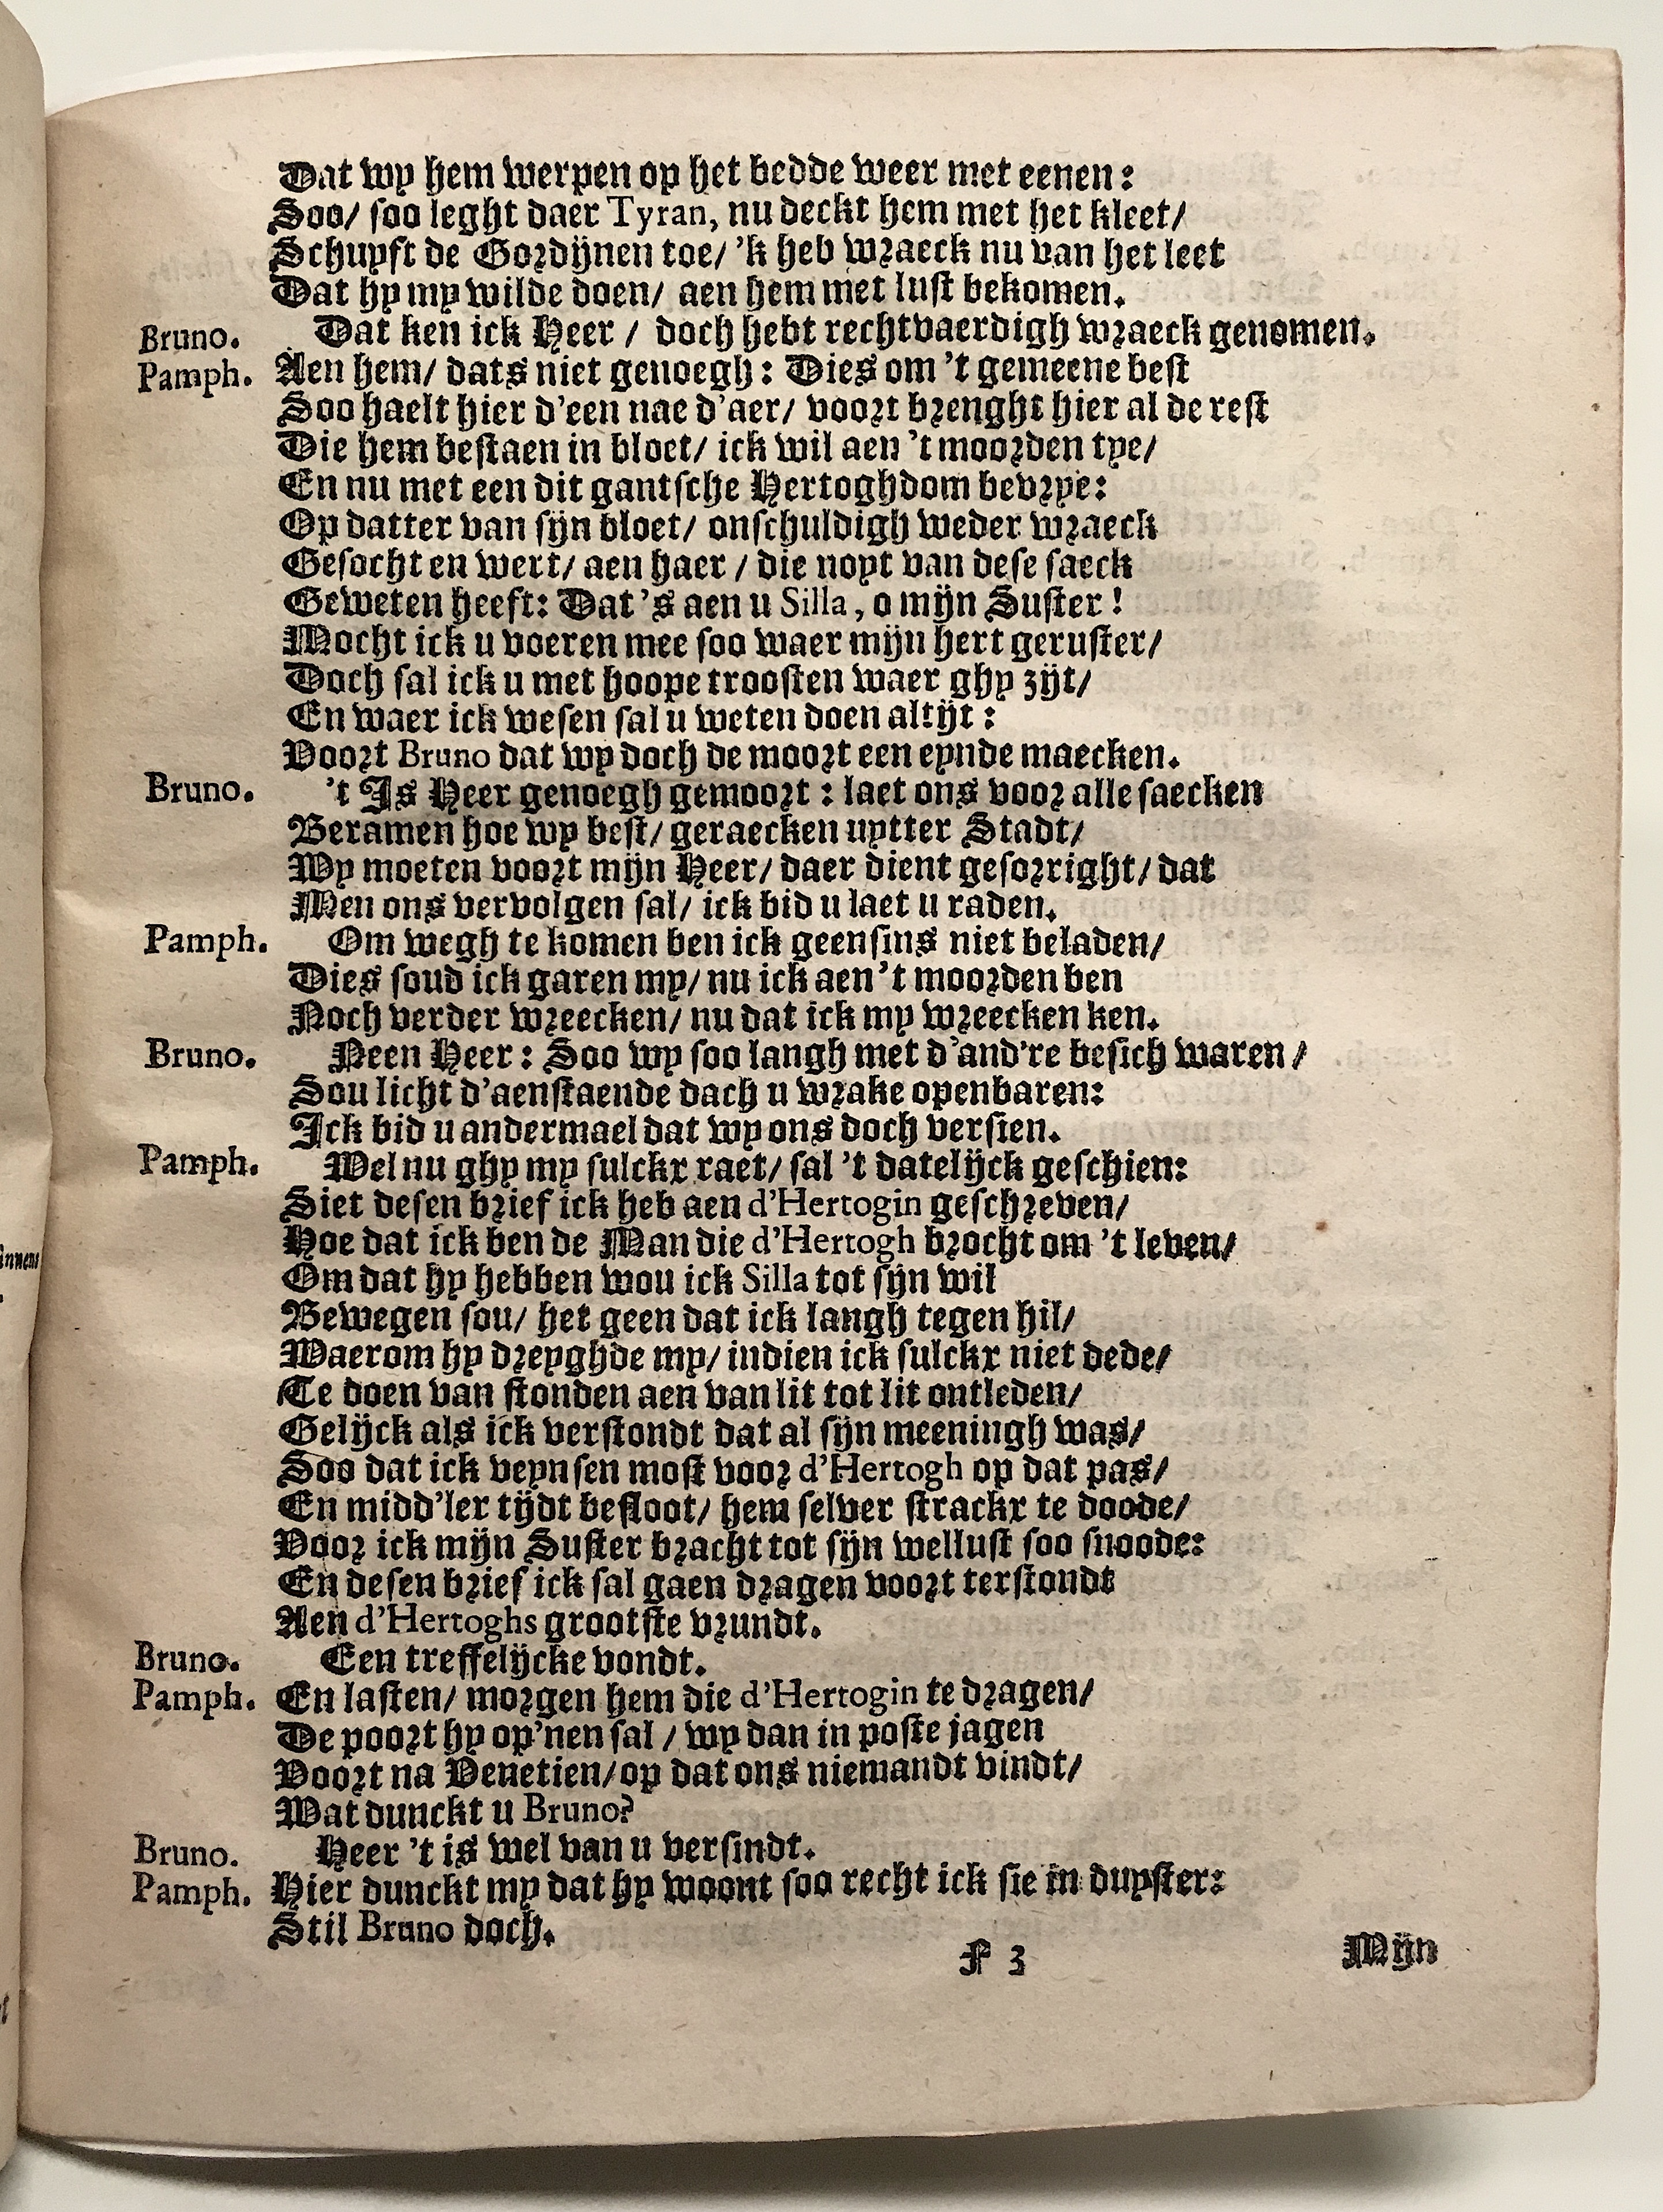 Dat wy hem werpen op het bedde weer met eenen:
Soo/ soo leght daer Tyran, nu deckt hem met het kleet/
Schuyft de Gordijnen toe/ 'k heb wraeck nu van het leet
Dat hy my wilde doen/ aen hem met lust bekomen.
Bruno. Dat ken ick Heer / doch hebt rechtvaerdigh wraeck genomen.
Pamph. Aen hem/ dats niet genoegh: Dies om 't gemeene best
Soo haelt hier d'een nae d'aer/ voort brenght hier al de rest
Die hem bestaen in bloet/ ick wil aen 't moorden tye/
En nu met een dit gantsche Hertoghdom bevrye:
Op datter van sijn bloet/ onschuldigh weder wraeck
Gesocht en wert/ aen haer / die noyt van dese saeck
Geweten heeft: Dat's aen u Silla, o mijn Suster!
Mocht ick u voeren mee soo waer mijn hert geruster/
Doch sal ick u met hoope troosten waer ghy zijt/
En waer ick wesen sal u weten doen altijt:
Voort Bruno dat wy doch de moort een eynde maecken.
Bruno. 't Is Heer genoegh gemoort: laet ons voor alle saecken
Beramen hoe wy best/ geraecken uytter Stadt/
Wy moeten voort mijn Heer/ daer dient gesorright/ dat
Men ons vervolgen sal/ ick bid u laet u raden.
Pamph. Om wegh te komen ben ick geensins niet beladen/
Dies soud ick garen my/ nu ick aen 't moorden ben
Noch verder wreecken/ nu dat ick my wreecken ken.
Bruno. Neen Heer: Soo wy soo langh met d'and're besich waren/
Sou licht d'aenstaende dach u wrake openbaren:
Ick bid u andermael dat wy ons doch versien.
Pamph. Wel nu ghy my sulckx raet/ sal 't datelijck geschien:
Siet desen brief ick heb aen d'Hertogin geschreven/
Hoe dat ick ben de Man die d'Hertogh brocht om 't leven/
Om dat hy hebben wou ick Silla tot sijn wil
Bewegen sou/ het geen dat ick langh tegen hil/
Waerom hy dreyghde my/ indien ick sulckx niet dede/
Te doen van stonden aen van lit tot lit ontleden/
Gelijck als ick verstondt dat al sijn meeningh was/
Soo dat ick veynsen most voor d'Hertogh op dat pas/
En midd'ler tijdt besloot/ hem selver strackx te doode/
Voor ick mijn Suster bracht tot sijn wellust soo snoode:
En desen brief ick sal gaen dragen voort terstondt
Aen d'Hertoghs grootste vrundt.
Bruno. Een treffelijcke vondt.
Pamph. En lasten/ morgen hem die d'Hertogin te dragen/
De poort hy op'nen sal / wy dan in poste jagen
Voort na Venetien/ op dat ons niemandt vindt/
Wat dunckt u Bruno?
Bruno. Heer 't is wel van u versindt.
Pamph. Hier dunckt my dat hy woont soo recht ick sie in duyster:
Stil Bruno doch.
F 3 Mijn